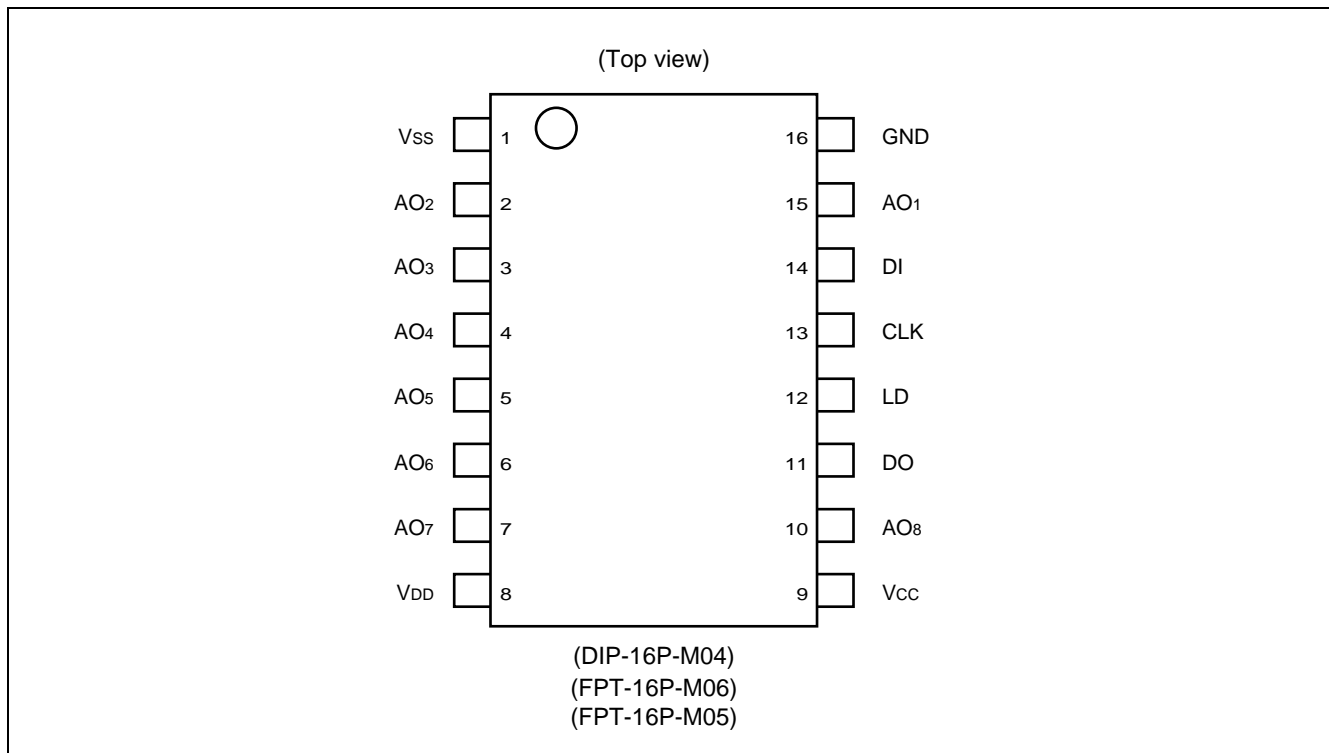 (Top view)
VSS 1 16 GND
AO2 2 15 AO1
AO3 3 14 DI
AO4 4 13 CLK
AO5 5 12 LD
AO6 6 11 DO
AO7 7 10 AO8
VDD 8 9 VCC
(DIP-16P-M04)
(FPT-16P-M06)
(FPT-16P-M05)